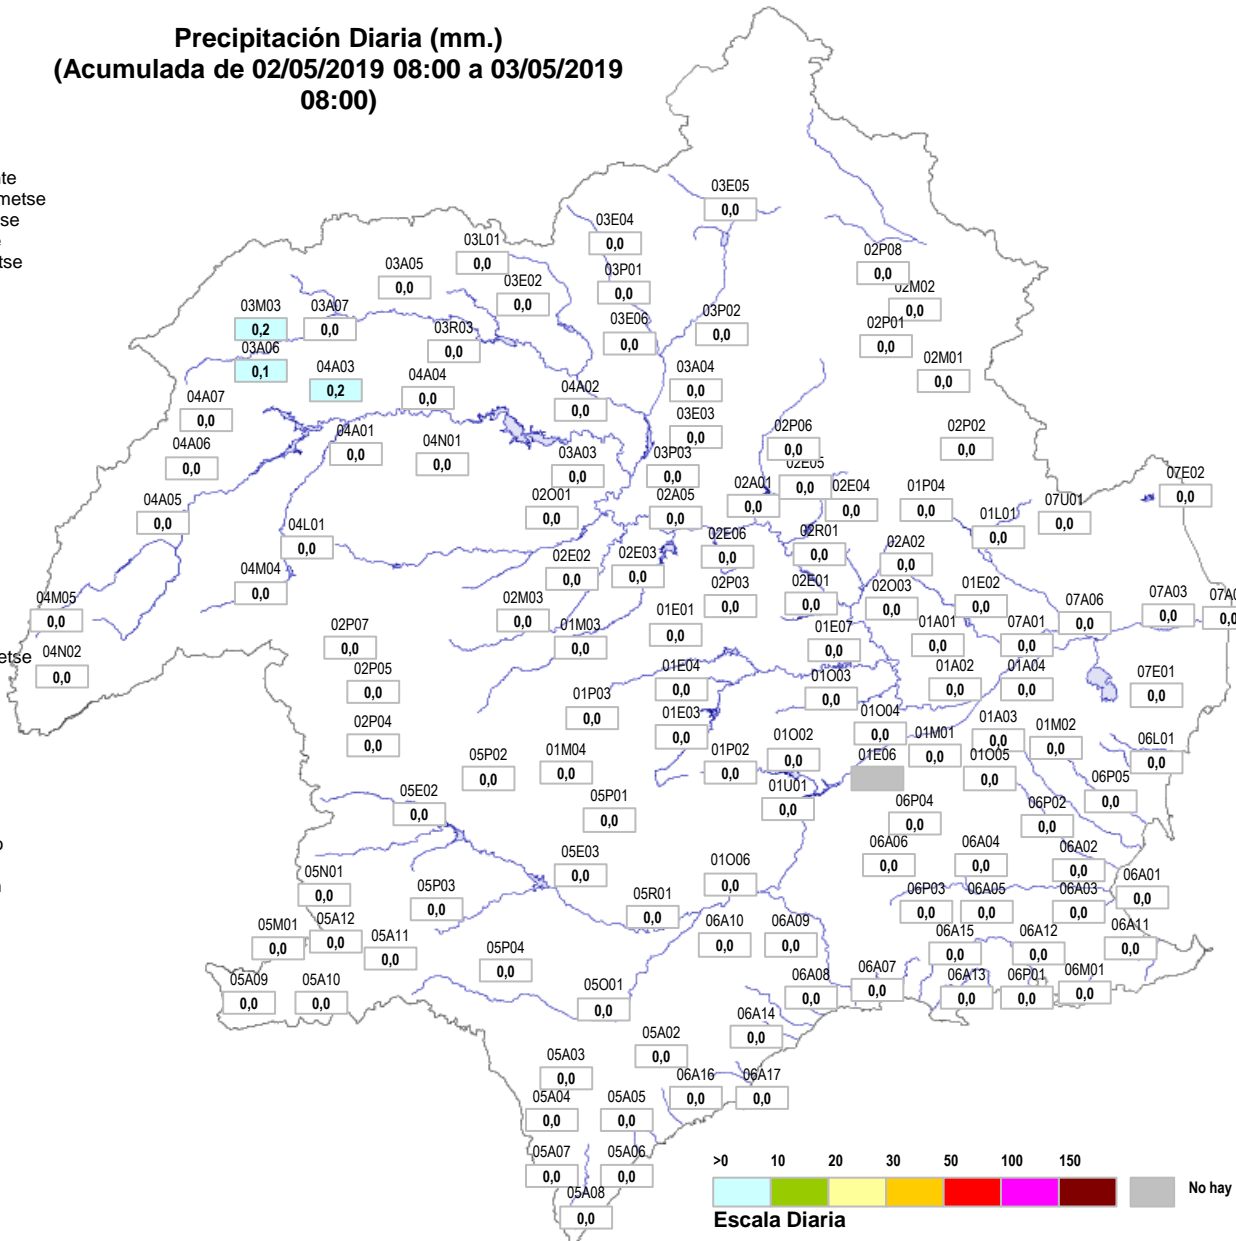 Precipitación Diaria (mm.)
(Acumulada de 02/05/2019 08:00 a 03/05/2019
08:00)
03E05
0,0
03E04
0,0
03L01
0,0
02P08
0,0
03A05
0,0
03P01
0,0
03E02
0,0
02M02
0,0
03M03
0,2
03A07
0,0
03R03
0,0
03E06
0,0
03P02
0,0
02P01
0,0
03A06
0,1
04A03
0,2
04A04
0,0
04A02
0,0
03A04
0,0
02M01
0,0
04A07
0,0
03E03
0,0
04A06
0,0
04A01
0,0
04N01
0,0
03A03
0,0
03P03
0,0
02P06
0,0
02P02
0,0
02E05
0,0
04A05
0,0
02O01
0,0
02A05
0,0
02A01
0,0
02E04
0,0
01P04
0,0
01L01
0,0
07U01
0,0
07E02
0,0
04L01
0,0
02E02
0,0
02E03
0,0
02E06
0,0
02R01
0,0
02A02
0,0
04M04
0,0
04M05
0,0
02M03
0,0
01E01
0,0
02P03
0,0
02E01
0,0
02O03
0,0
01E02
0,0
07A06
0,0
07A03
0,0
07A0
0,0
04N02
0,0
02P07
0,0
01M03
0,0
01E07
0,0
01A01
0,0
07A01
0,0
02P05
0,0
01E04
0,0
01O03
0,0
01A02
0,0
01A04
0,0
07E01
0,0
02P04
0,0
01P03
0,0
01E03
0,0
01O04
0,0
01A03
0,0
01M02
0,0
05P02
0,0
01M04
0,0
01P02
0,0
01O02
0,0
01E06
01M01
0,0
01O05
0,0
06L01
0,0
05E02
0,0
05P01
0,0
01U01
0,0
06P04
0,0
06P02
0,0
06P05
0,0
05E03
0,0
01O06
0,0
06A06
0,0
06A04
0,0
06A02
0,0
05N01
0,0
05P03
0,0
05R01
0,0
06P03
0,0
06A05
0,0
06A03
0,0
06A01
0,0
05M01
0,0
05A12
0,0
05A11
0,0
05P04
0,0
06A10
0,0
06A09
0,0
06A15
0,0
06A12
0,0
06A11
0,0
05A09
0,0
05A10
0,0
05O01
0,0
06A08
0,0
06A07
0,0
06A13
0,0
06P01
0,0
06M01
0,0
05A02
0,0
06A14
0,0
05A03
0,0
06A16
0,0
06A17
0,0
05A04
0,0
05A05
0,0
05A07
0,0
05A06
0,0
05A08
0,0
>0 10 20 30 50 100 150
No hay
Escala Diaria